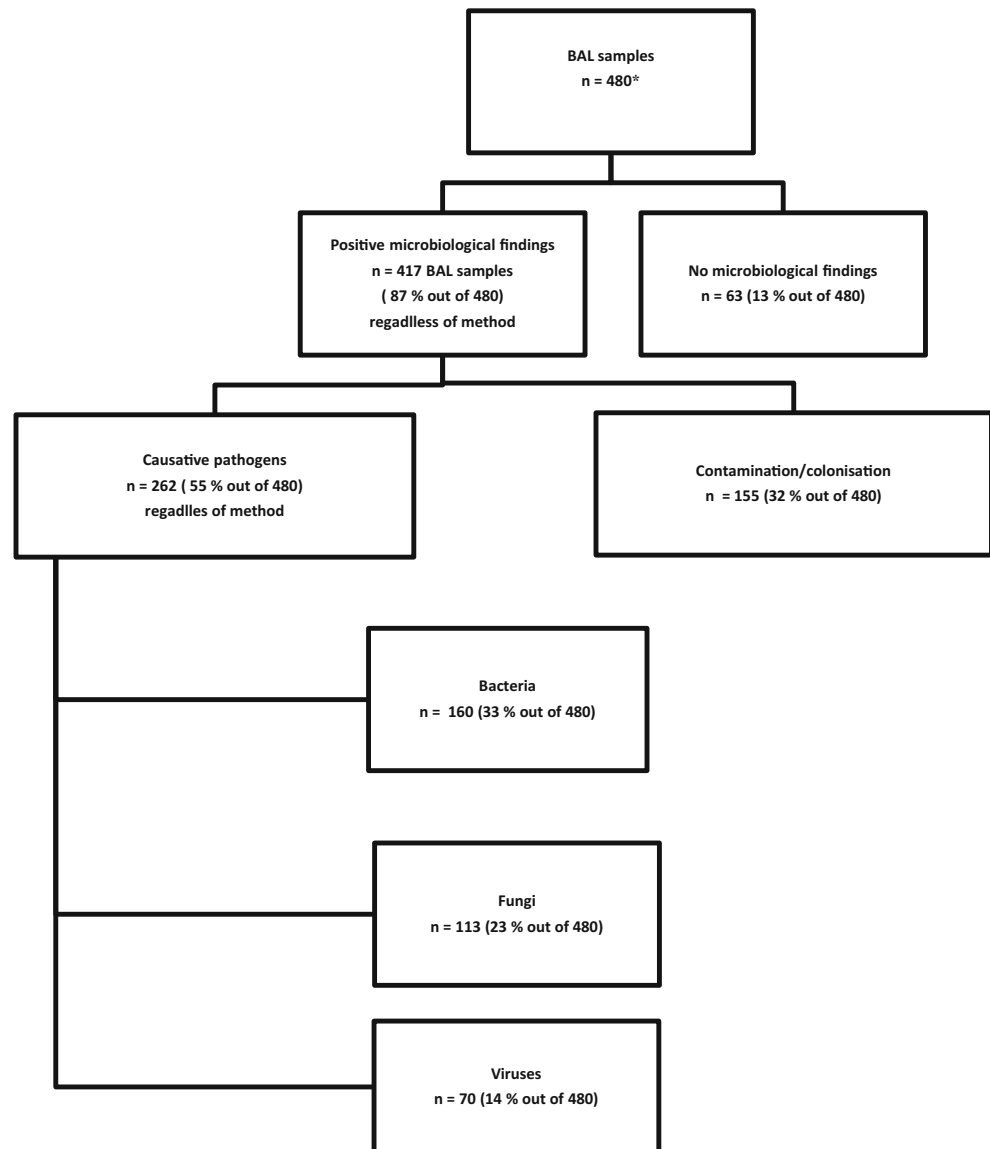 BAL samples
n = 480*
Positive microbiological findings
n = 417 BAL samples
( 87 % out of 480)
regadlless of method
No microbiological findings
n = 63 (13 % out of 480)
Causative pathogens
n = 262 ( 55 % out of 480)
regadlles of method
Contamination/colonisation
n = 155 (32 % out of 480)
Bacteria
n = 160 (33 % out of 480)
Fungi
n = 113 (23 % out of 480)
Viruses
n = 70 (14 % out of 480)